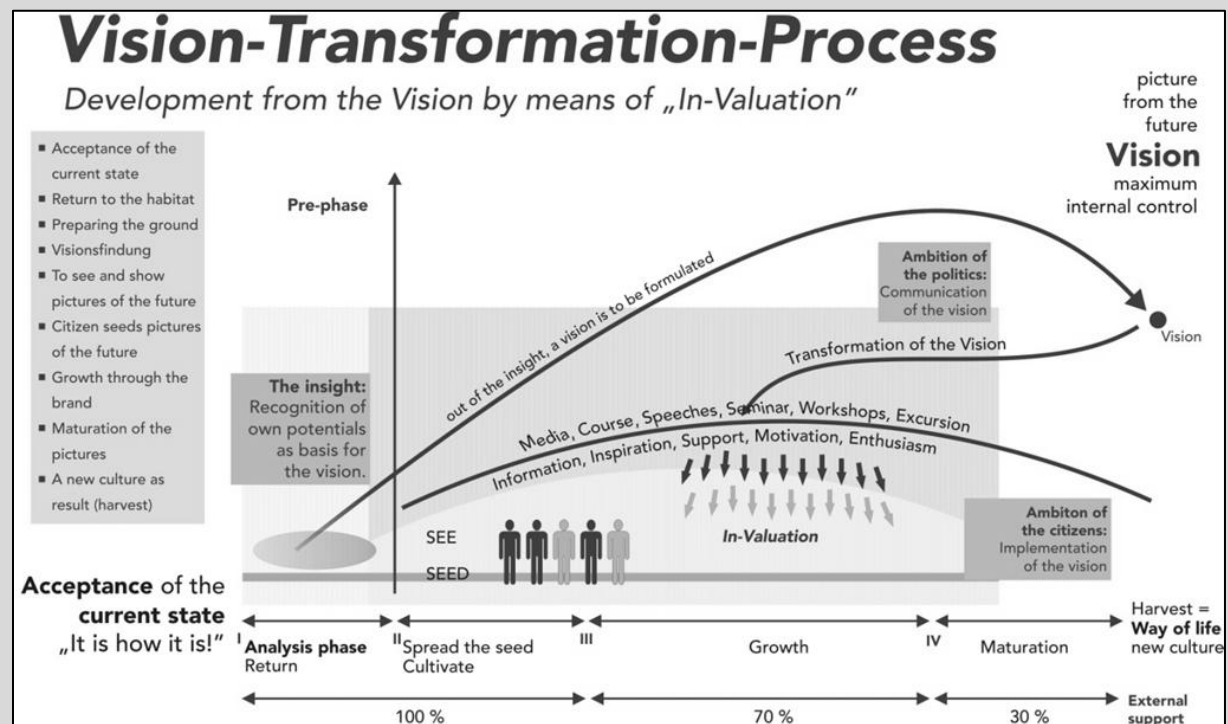 Vision-Transformation-Process
Development from the Vision by means of „In-Valuation"
picture
from the
future
Vision
maximum
internal control
▪ Acceptance of the
current state
▪ Return to the habitat
▪ Preparing the ground
▪ Visionsfindung
▪ To see and show
pictures of the future
▪ Citizen seeds pictures
of the future
▪ Growth through the
brand
▪ Maturation of the
pictures
▪ A new culture as
result (harvest)
Pre-phase
out of the insight, a vision is to be formulated
Ambition of
the politics:
Communication
of the vision
Vision
Transformation of the Vision
The insight:
Recognition of
own potentials
as basis for
the vision.
Media, Course, Speeches, Seminar, Workshops, Excursion
Information, Inspiration, Support, Motivation, Enthusiasm
SEE
SEED
In-Valuation
Ambiton of
the citizens:
Implementation
of the vision
Acceptance of the
current state
„It is how it is!"
I
Analysis phase
Return
II
Spread the seed
Cultivate
III
Growth
IV
Maturation
Harvest =
Way of life
new culture
100 %
70 %
30 %
External
support